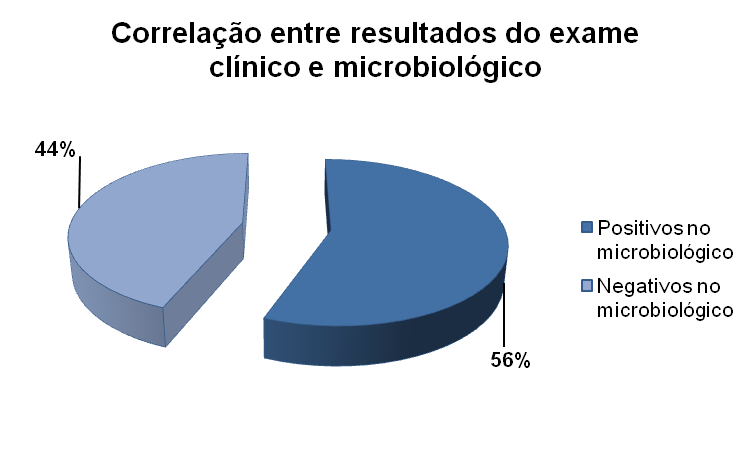 Correlação entre resultados do exame
clínico e microbiológico
44%
Positivos no
microbiológico
Negativos no
microbiológico
56%